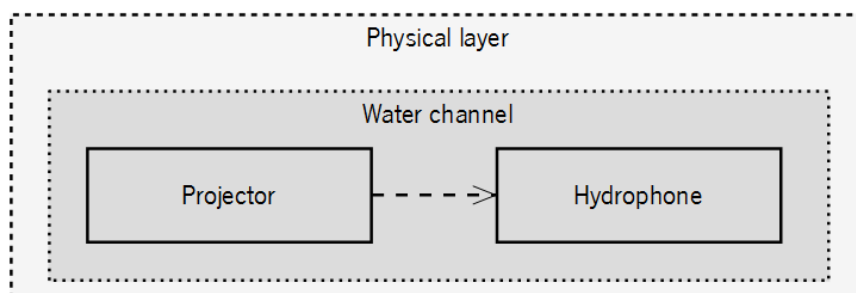 Physical layer
Water channel
Projector
Hydrophone